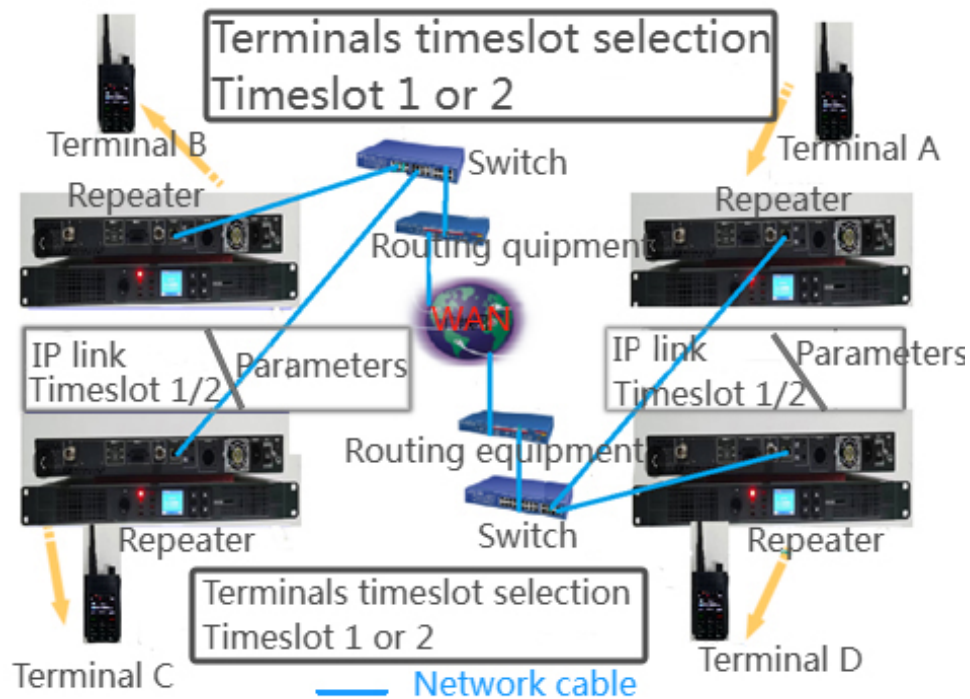 Terminals timeslot selection
Timeslot 1 or 2
Terminal B
Terminal A
Switch
Repeater
Repeater
Routing quipment
WAN
IP link
Timeslot 1/2
Parameters
IP link
Timeslot 1/2
Parameters
Routing equipment
Switch
Repeater
Repeater
Terminals timeslot selection
Timeslot 1 or 2
Terminal C
Terminal D
Network cable